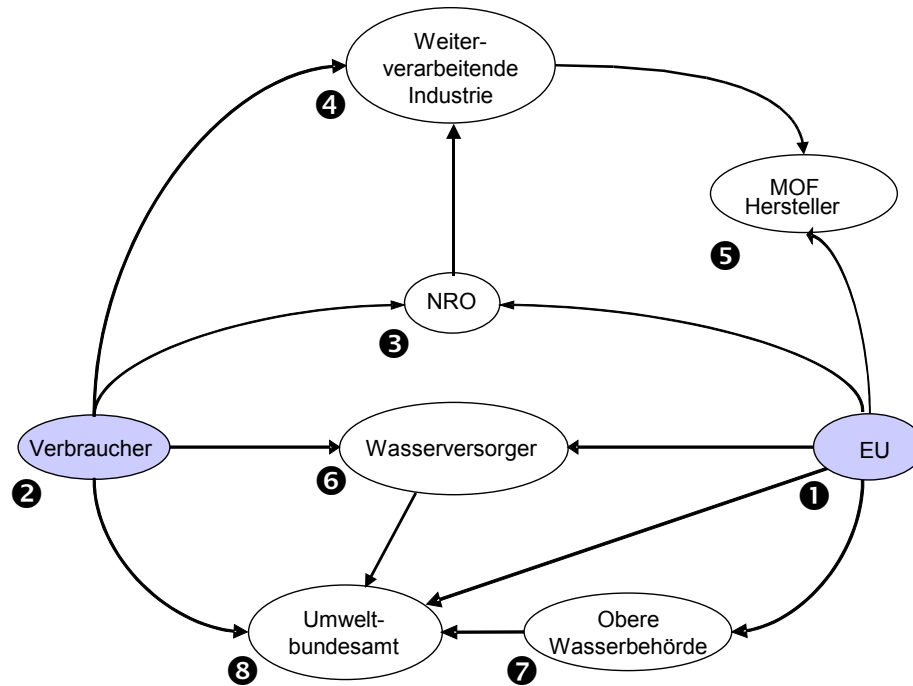 Weiter-
verarbeitende
Industrie
❹
MOF
Hersteller
❺
NRO
❸
Verbraucher
❷
Wasserversorger
❻
EU
❶
Umwelt-
bundesamt
❽
Obere
Wasserbehörde
❼